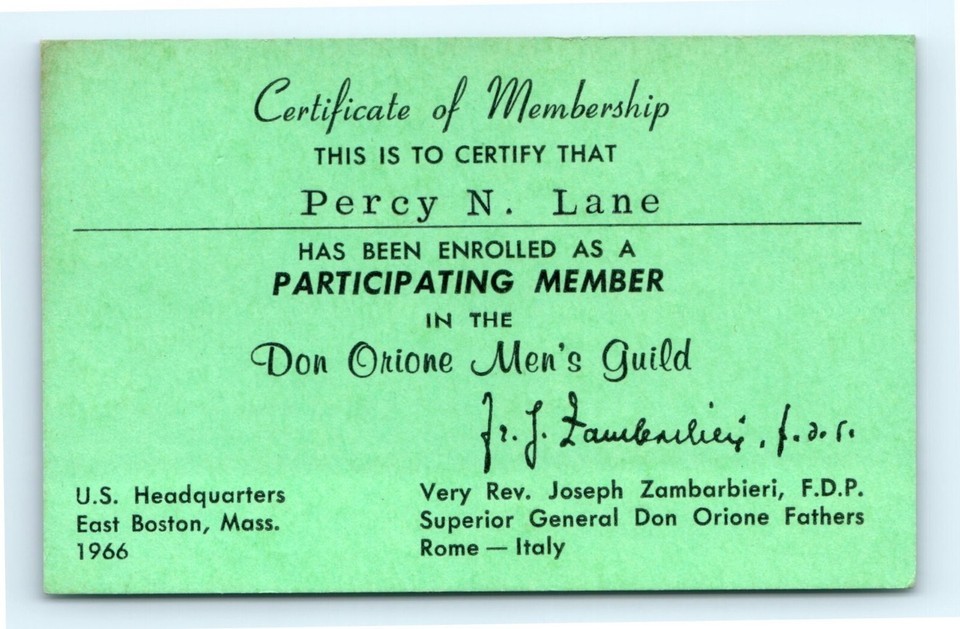 Certificate of Membership
THIS IS TO CERTIFY THAT
Percy N. Lane
HAS BEEN ENROLLED AS A
PARTICIPATING MEMBER
IN THE
Don Orione Men's Guild
Fr. J. Zambarbieri, f.d.p.
U.S. Headquarters
East Boston, Mass.
1966
Very Rev. Joseph Zambarbieri, F.D.P.
Superior General Don Orione Fathers
Rome — Italy